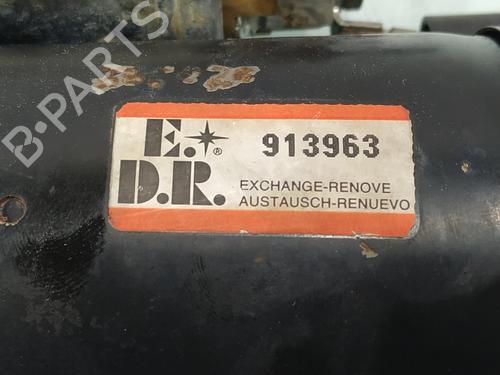 B-PARTS
E.
D.R.®
913963
EXCHANGE-RENOVE
AUSTAUSCH-RENUEVO